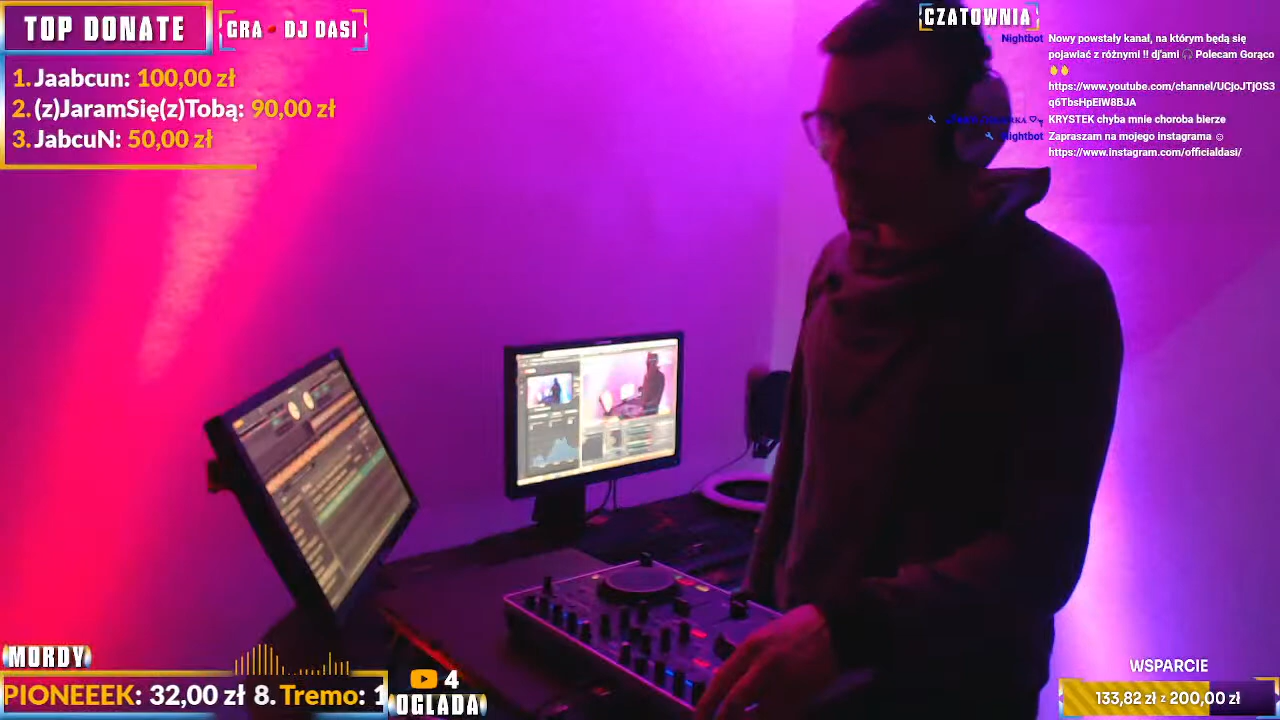 TOP DONATE
GRA DJ DASI
1. Jaabcun: 100,00 zł
2. (z)JaramSię(z)Tobą: 90,00 zł
3. JabcuN: 50,00 zł
CZATOWNIA
Nightbot Nowy powstały kanał, na którym będą się
pojawiać z różnymi !! dj'ami 🎧 Polecam Gorąco
https://www.youtube.com/channel/UCjoJTjOS3
q6TbsHpEIW8BJA
KRYSTEK chyba mnie choroba bierze
Nightbot Zapraszam na mojego instagrama ☺
https://www.instagram.com/officialdasi/
MORDY
PIONEEEK: 32,00 zł 8. Tremo: 1
4
OGLĄDA
WSPARCIE
133,82 zł z 200,00 zł